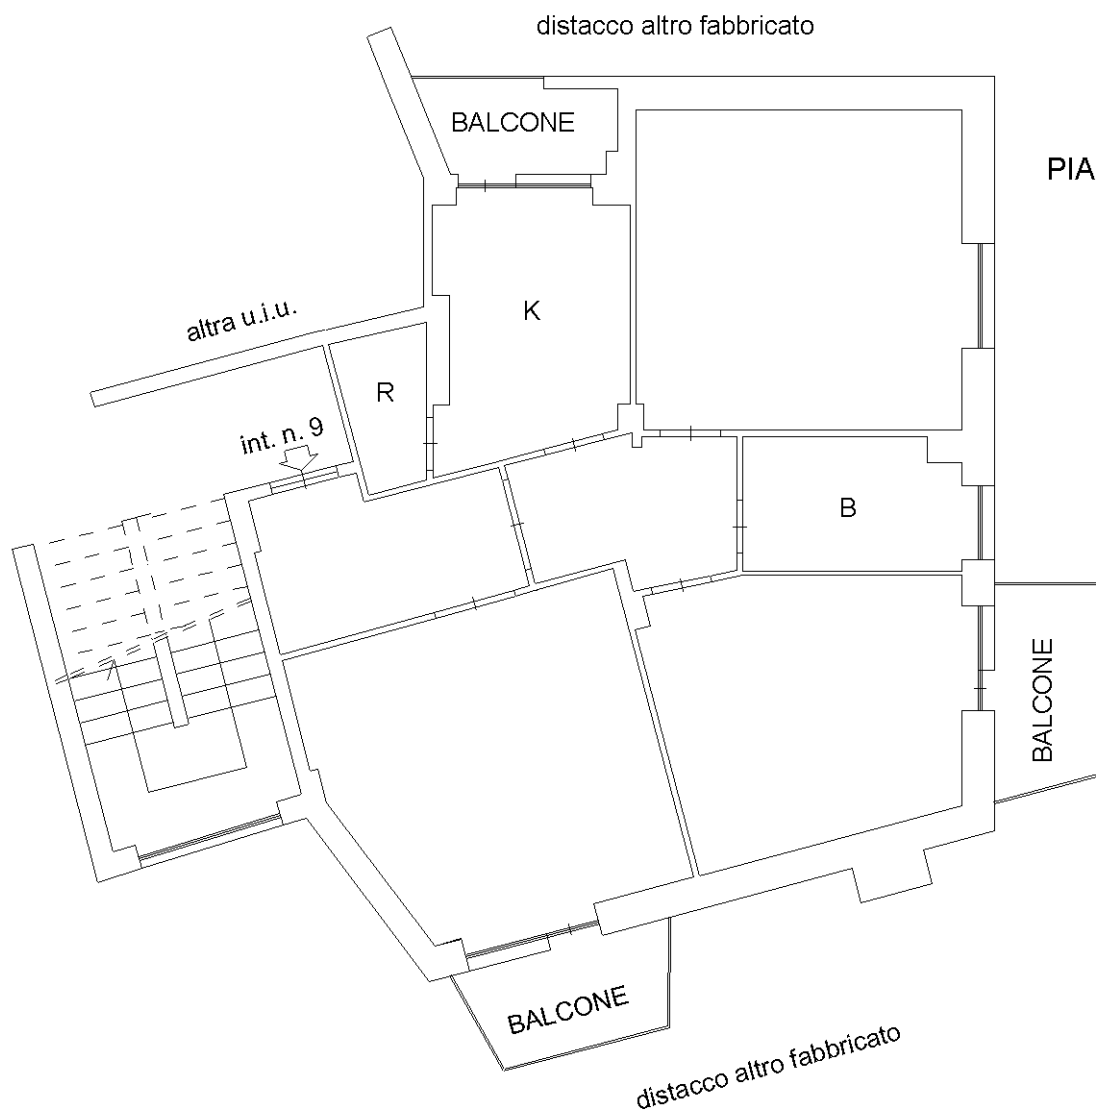 distacco altro fabbricato
BALCONE
PIA
K
altra u.i.u.
R
int. n. 9
B
BALCONE
BALCONE
distacco altro fabbricato